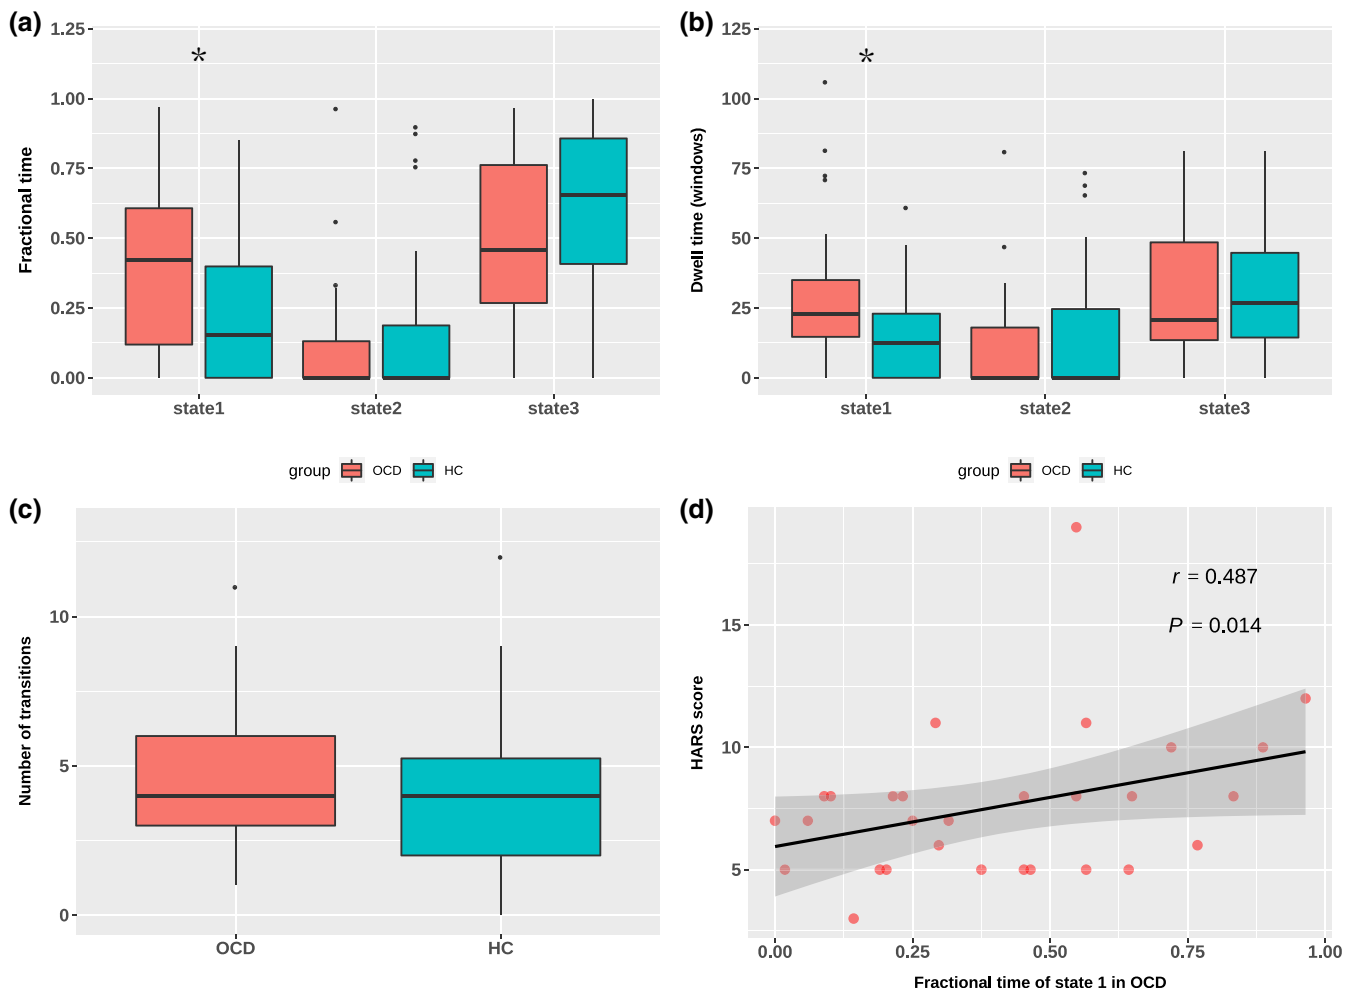 (a)
1.25
1.00
0.75
0.50
0.25
0.00
Fractional time
*
state1 state2 state3
group OCD HC
(b)
125
100
75
50
25
0
Dwell time (windows)
*
state1 state2 state3
group OCD HC
(c)
10
5
0
Number of transitions
OCD HC
(d)
15
10
5
HARS score
r = 0.487
P = 0.014
0.00 0.25 0.50 0.75 1.00
Fractional time of state 1 in OCD